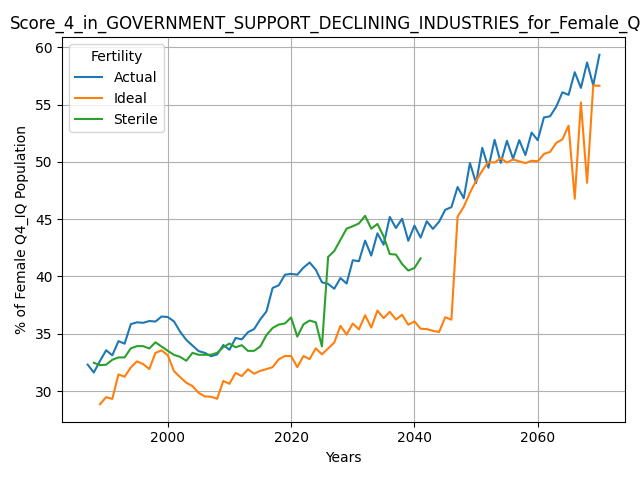 Score_4_in_GOVERNMENT_SUPPORT_DECLINING_INDUSTRIES_for_Female_Q
60
55
50
45
40
35
30
% of Female Q4_IQ Population
Fertility
Actual
Ideal
Sterile
2000
2020
2040
2060
Years